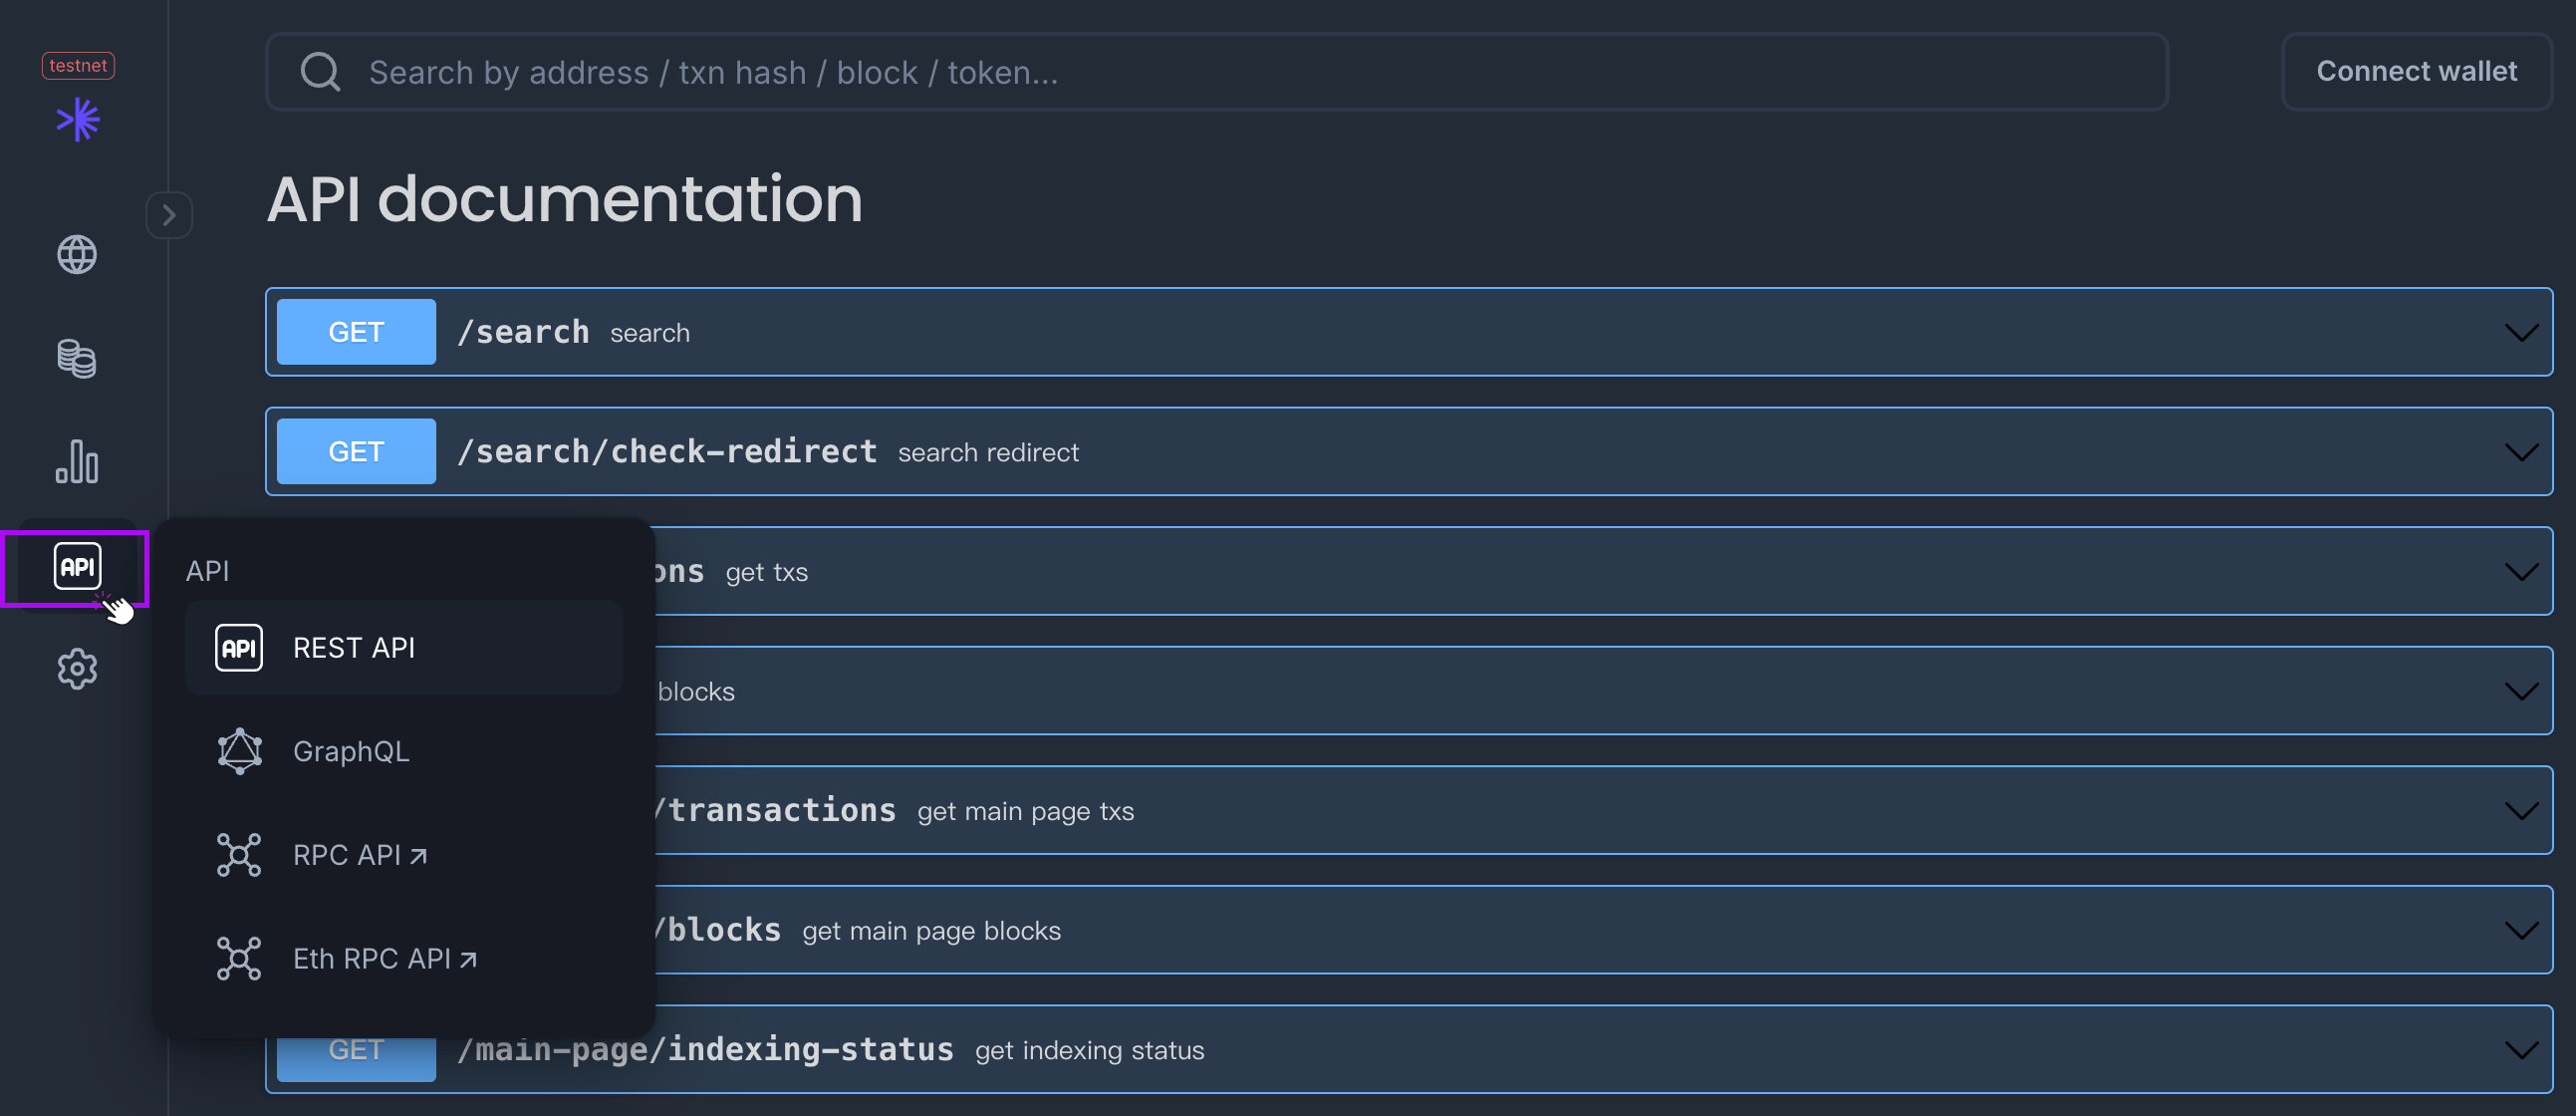 testnet
Search by address / txn hash / block / token...
Connect wallet
API documentation
GET /search search
GET /search/check-redirect search redirect
ons get txs
blocks
/transactions get main page txs
/blocks get main page blocks
GET /main-page/indexing-status get indexing status
API
API
API REST API
GraphQL
RPC API
Eth RPC API